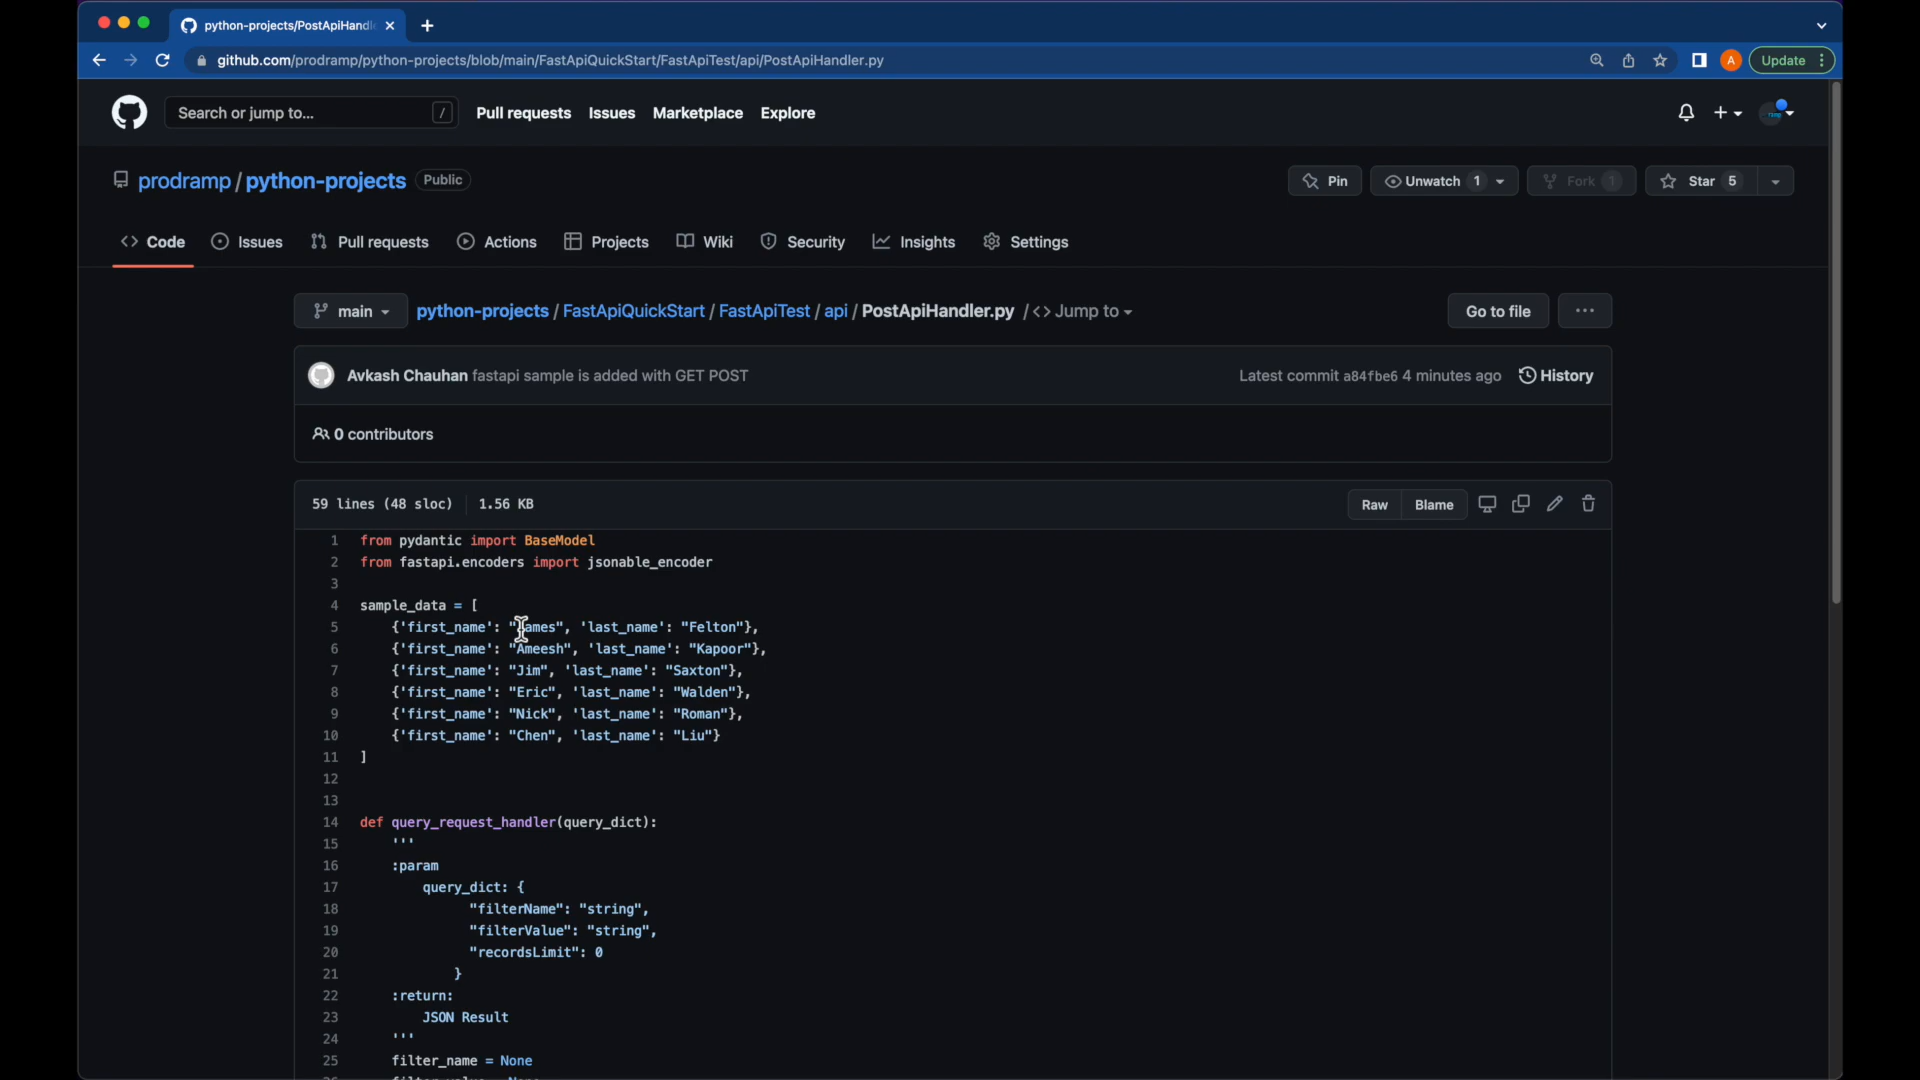 python-projects/PostApiHandl
github.com/prodramp/python-projects/blob/main/FastApiQuickStart/FastApiTest/api/PostApiHandler.py
A
Update
Search or jump to...
/
Pull requests
Issues
Marketplace
Explore
prodramp / python-projects
Public
Pin
Unwatch 1
Fork 1
Star 5
Code
Issues
Pull requests
Actions
Projects
Wiki
Security
Insights
Settings
main
python-projects / FastApiQuickStart / FastApiTest / api / PostApiHandler.py / <> Jump to
Go to file
Avkash Chauhan fastapi sample is added with GET POST
Latest commit a84fbe6 4 minutes ago
History
0 contributors
59 lines (48 sloc)
1.56 KB
Raw
Blame
1 from pydantic import BaseModel
2 from fastapi.encoders import jsonable_encoder
3
4 sample_data = [
5 {'first_name': "James", 'last_name': "Felton"},
6 {'first_name': "Ameesh", 'last_name': "Kapoor"},
7 {'first_name': "Jim", 'last_name': "Saxton"},
8 {'first_name': "Eric", 'last_name': "Walden"},
9 {'first_name': "Nick", 'last_name': "Roman"},
10 {'first_name': "Chen", 'last_name': "Liu"}
11 ]
12
13
14 def query_request_handler(query_dict):
15 '''
16 :param
17 query_dict: {
18 "filterName": "string",
19 "filterValue": "string",
20 "recordsLimit": 0
21 }
22 :return:
23 JSON Result
24 '''
25 filter_name = None